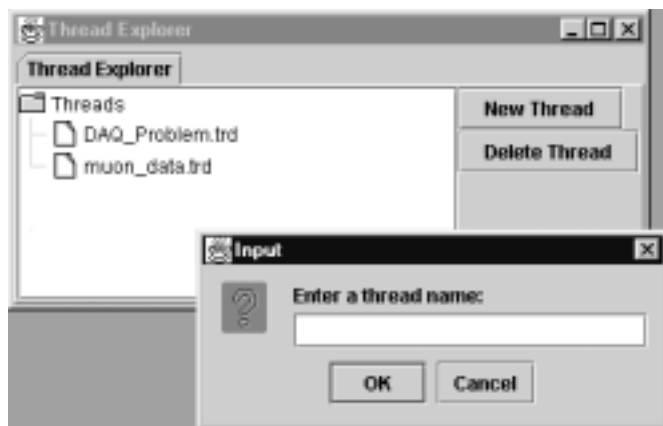 Thread Explorer
Thread Explorer
Threads
DAQ_Problem.trd
muon_data.trd
New Thread
Delete Thread
Input
Enter a thread name:
OK
Cancel